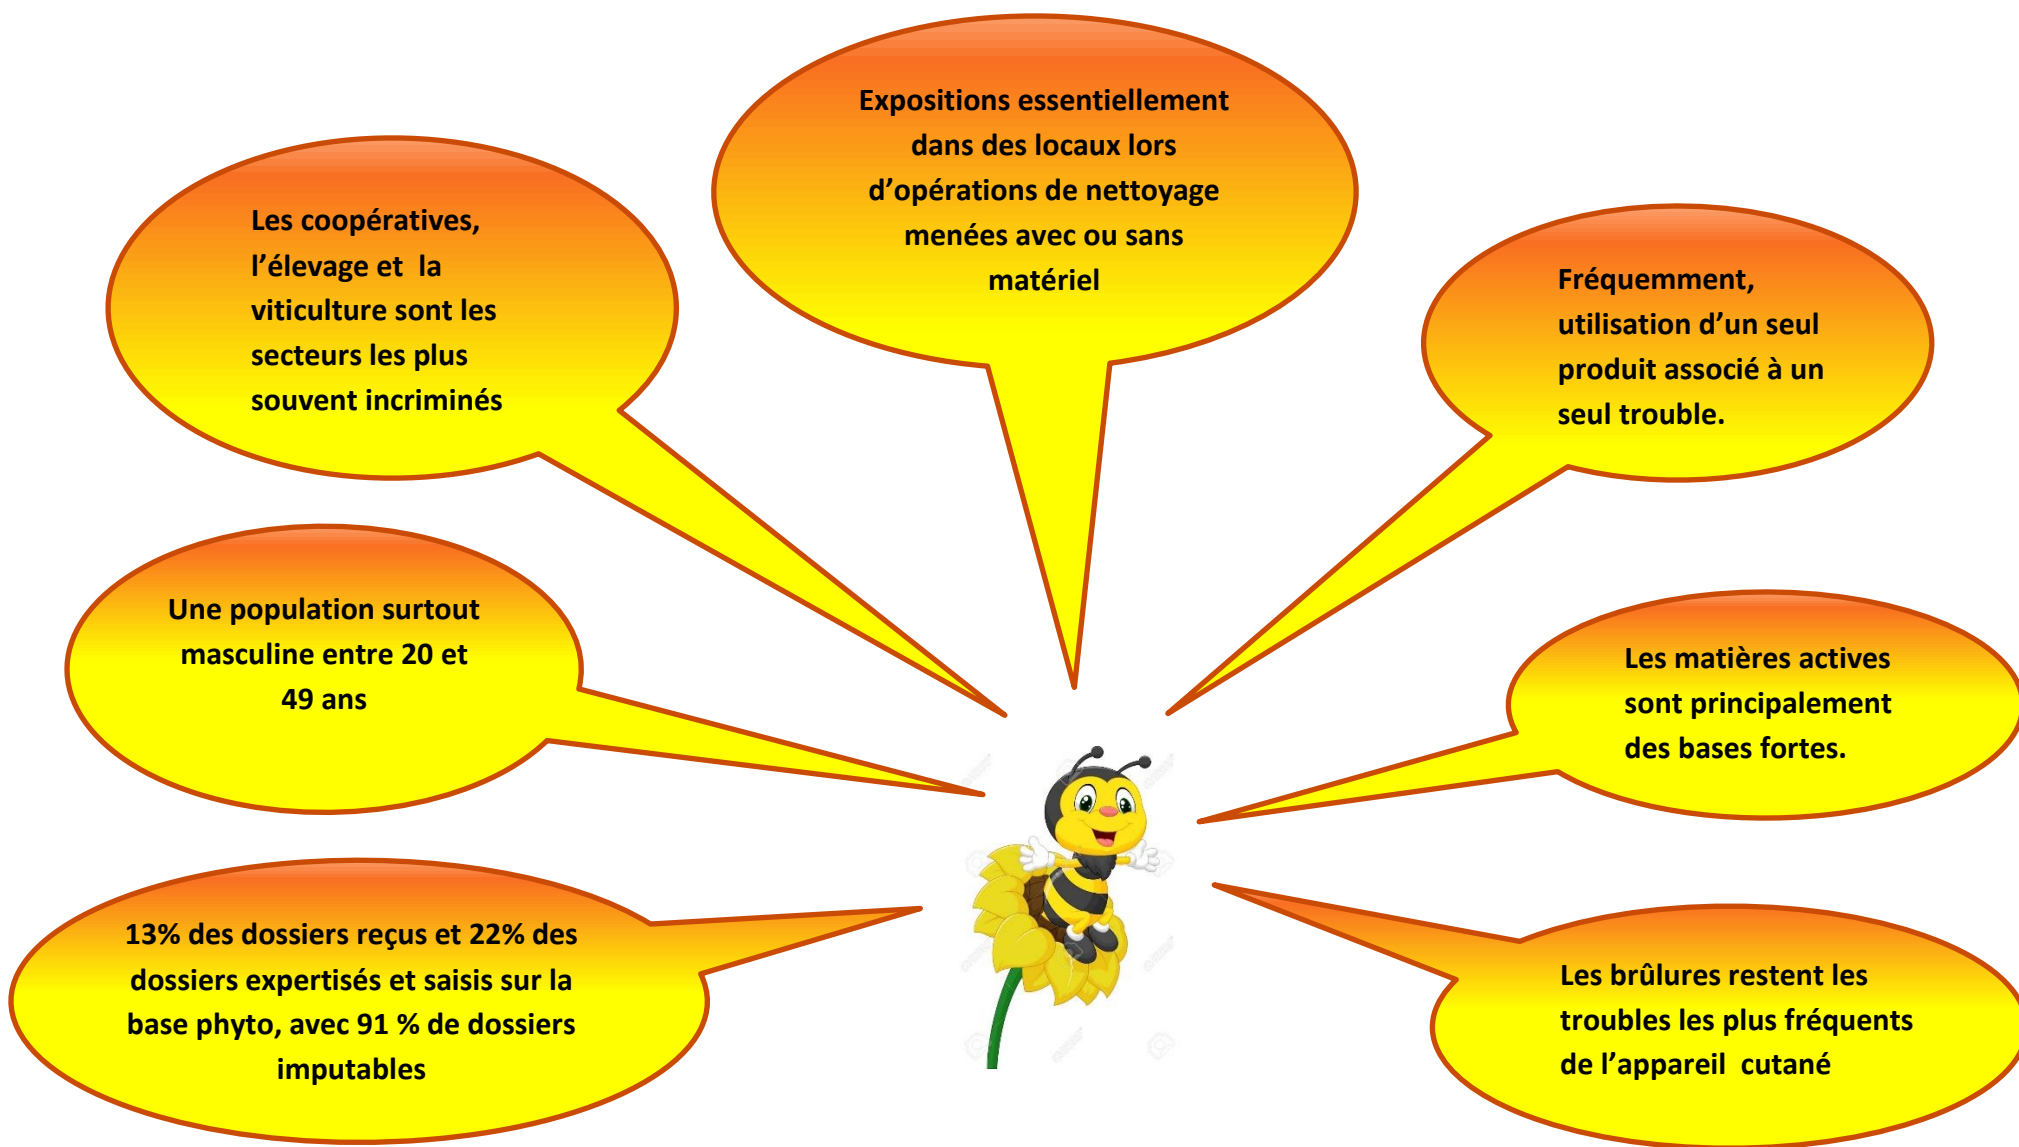 Expositions essentiellement
dans des locaux lors
d’opérations de nettoyage
menées avec ou sans
matériel
Les coopératives,
l’élevage et  la
viticulture sont les
secteurs les plus
souvent incriminés
Fréquemment,
utilisation d’un seul
produit associé à un
seul trouble.
Une population surtout
masculine entre 20 et
49 ans
Les matières actives
sont principalement
des bases fortes.
13% des dossiers reçus et 22% des
dossiers expertisés et saisis sur la
base phyto, avec 91 % de dossiers
imputables
Les brûlures restent les
troubles les plus fréquents
de l’appareil  cutané